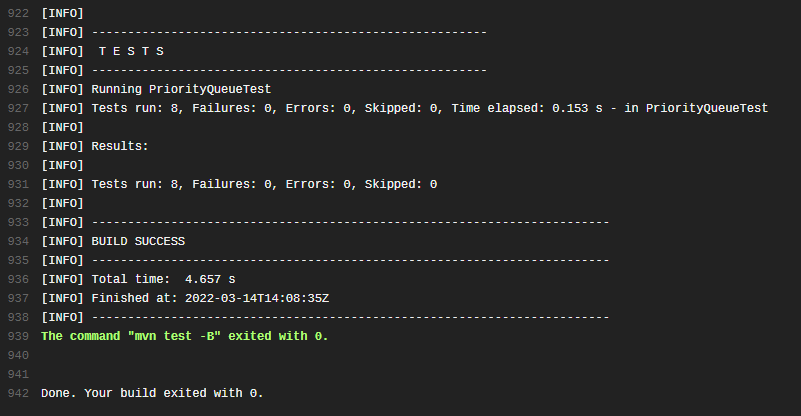 922 [INFO]
923 [INFO] -------------------------------------------------------
924 [INFO]  T E S T S
925 [INFO] -------------------------------------------------------
926 [INFO] Running PriorityQueueTest
927 [INFO] Tests run: 8, Failures: 0, Errors: 0, Skipped: 0, Time elapsed: 0.153 s - in PriorityQueueTest
928 [INFO]
929 [INFO] Results:
930 [INFO]
931 [INFO] Tests run: 8, Failures: 0, Errors: 0, Skipped: 0
932 [INFO]
933 [INFO] ------------------------------------------------------------------------
934 [INFO] BUILD SUCCESS
935 [INFO] ------------------------------------------------------------------------
936 [INFO] Total time:  4.657 s
937 [INFO] Finished at: 2022-03-14T14:08:35Z
938 [INFO] ------------------------------------------------------------------------
939 The command "mvn test -B" exited with 0.
940
941
942 Done. Your build exited with 0.